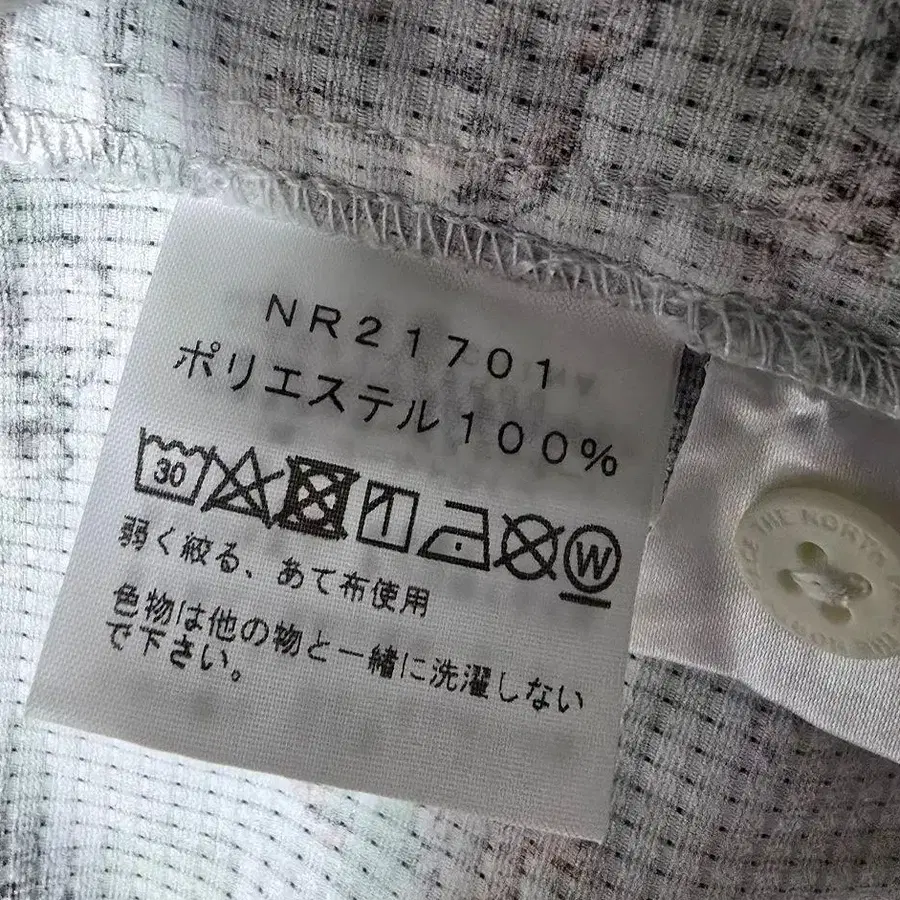 NR21701
ポリエステル100%
30 W
弱く絞る、あて布使用
色物は他の物と一緒に洗濯しない
で下さい。
THE NORTH